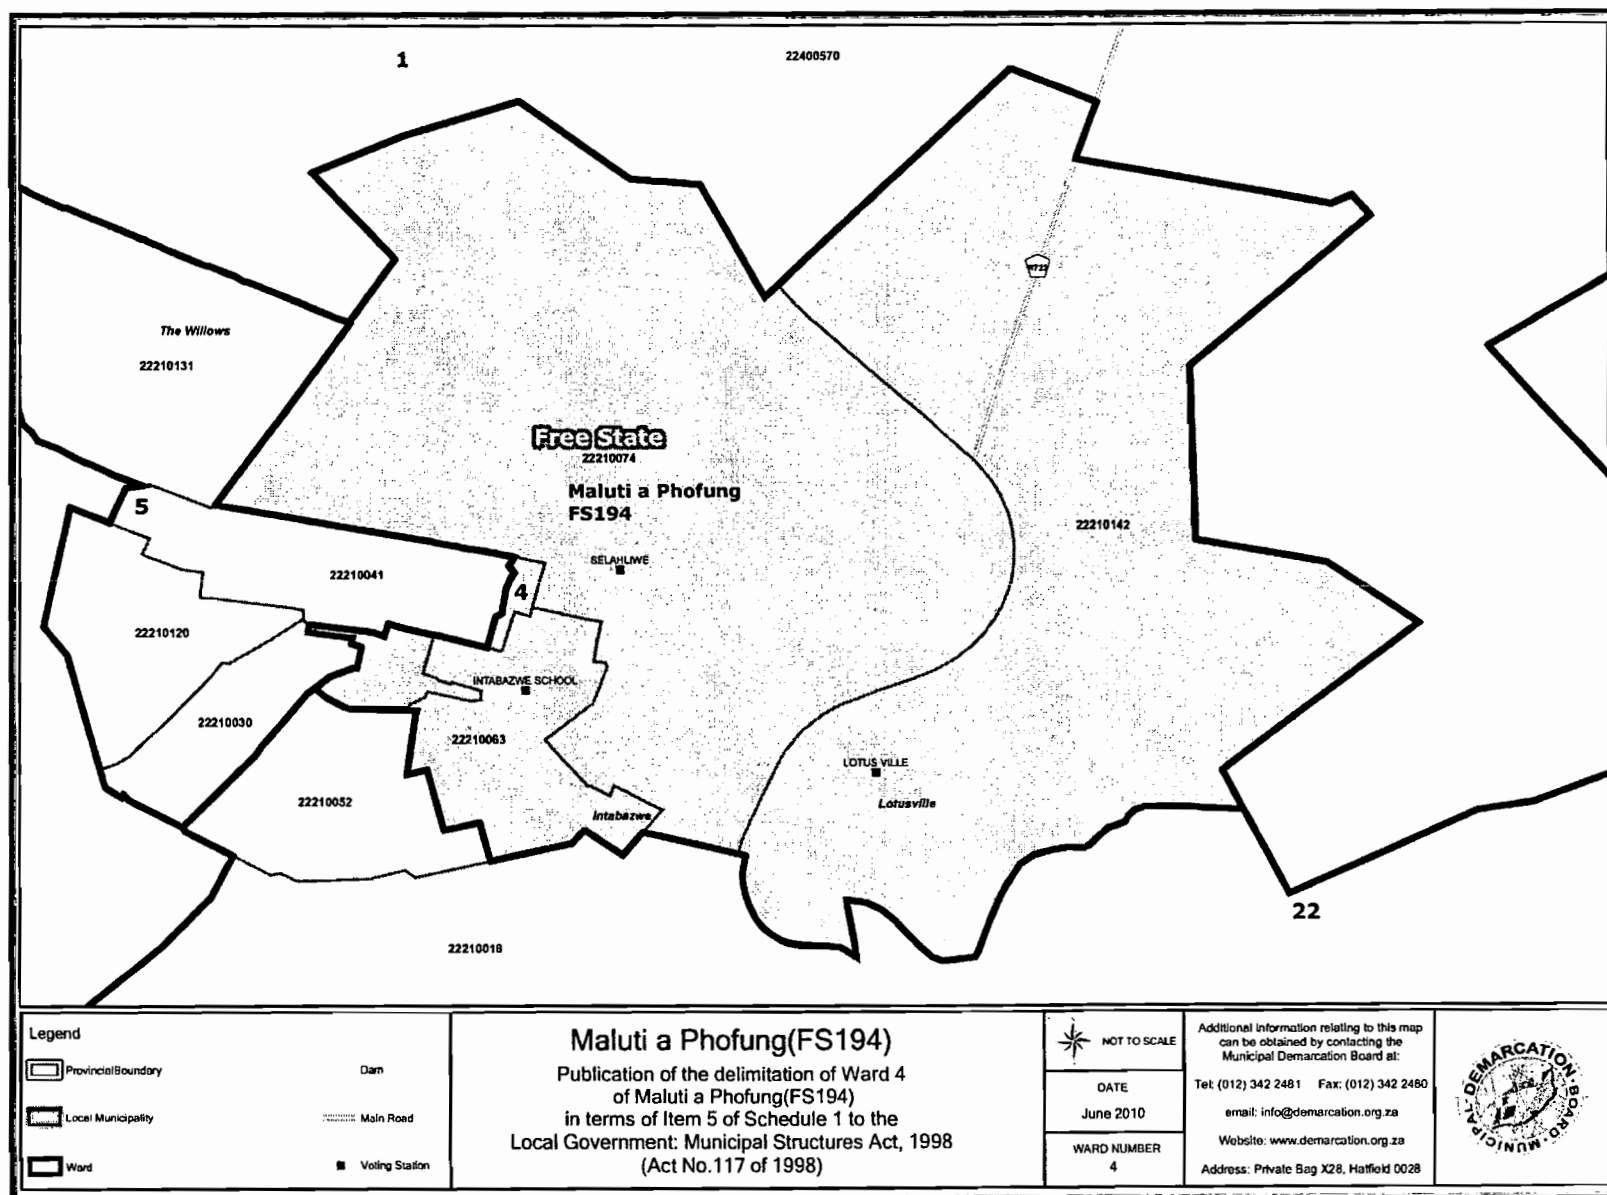 1
22400570
R722
The Willows
22210131
Free State
22210074
Maluti a Phofung
FS194
5
22210142
SELAHLIWE
22210041
4
22210120
INTABAZWE SCHOOL
22210030
22210063
LOTUS VILLE
22210052
Lotusville
Intabazwe
22
22210018
Legend
Provincial Boundary
Dam
Local Municipality
Main Road
Ward
Voting Station
Maluti a Phofung(FS194)
Publication of the delimitation of Ward 4
of Maluti a Phofung(FS194)
in terms of Item 5 of Schedule 1 to the
Local Government: Municipal Structures Act, 1998
(Act No.117 of 1998)
NOT TO SCALE
DATE
June 2010
WARD NUMBER
4
Additional information relating to this map
can be obtained by contacting the
Municipal Demarcation Board at:
Tel: (012) 342 2481 Fax: (012) 342 2480
email: info@demarcation.org.za
Website: www.demarcation.org.za
Address: Private Bag X28, Hatfield 0028
MUNICIPAL DEMARCATION BOARD